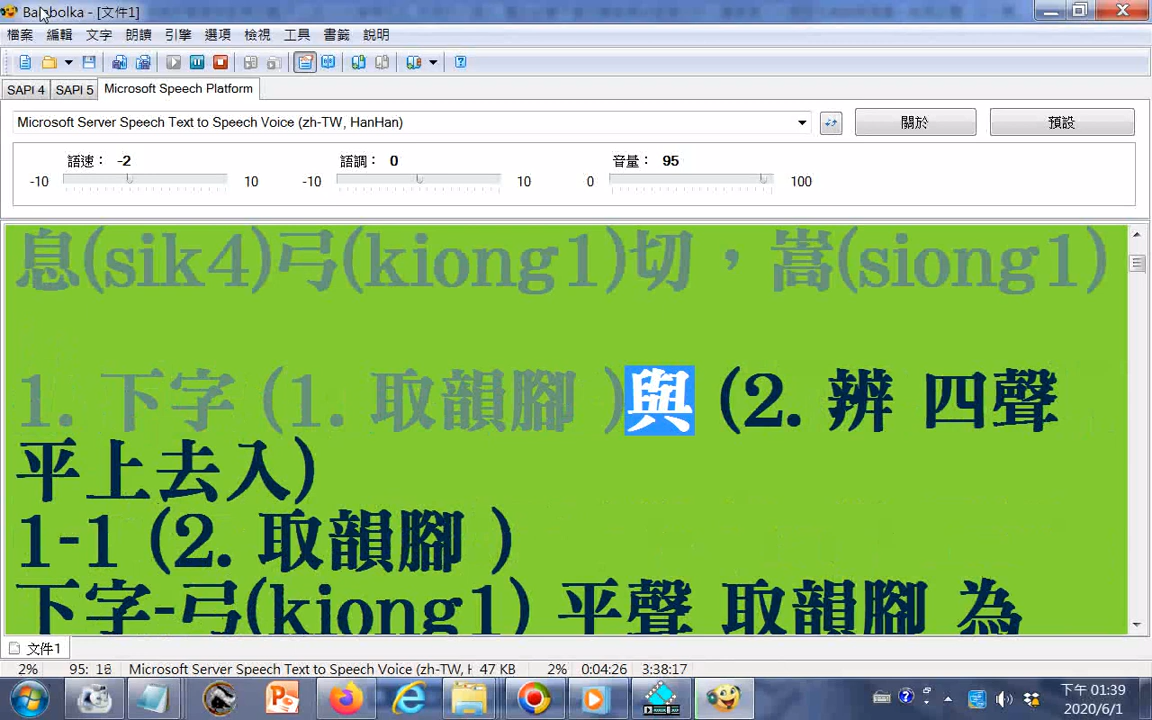 Balabolka - [文件1]
檔案 編輯 文字 朗讀 引擎 選項 檢視 工具 書籤 說明
SAPI 4 SAPI 5 Microsoft Speech Platform
Microsoft Server Speech Text to Speech Voice (zh-TW, HanHan) 關於 預設
語速： -2 語調： 0 音量： 95
-10 10 -10 10 0 100
息(sik4)弓(kiong1)切，嵩(siong1)
1. 下字 (1. 取韻腳 )與 (2. 辨 四聲
平上去入)
1-1 (2. 取韻腳 )
下字-弓(kiong1) 平聲 取韻腳 為
文件1
2% 95: 16 Microsoft Server Speech Text to Speech Voice (zh-TW, H 47 KB 2% 0:04:26 3:38:17
下午 01:39
2020/6/1